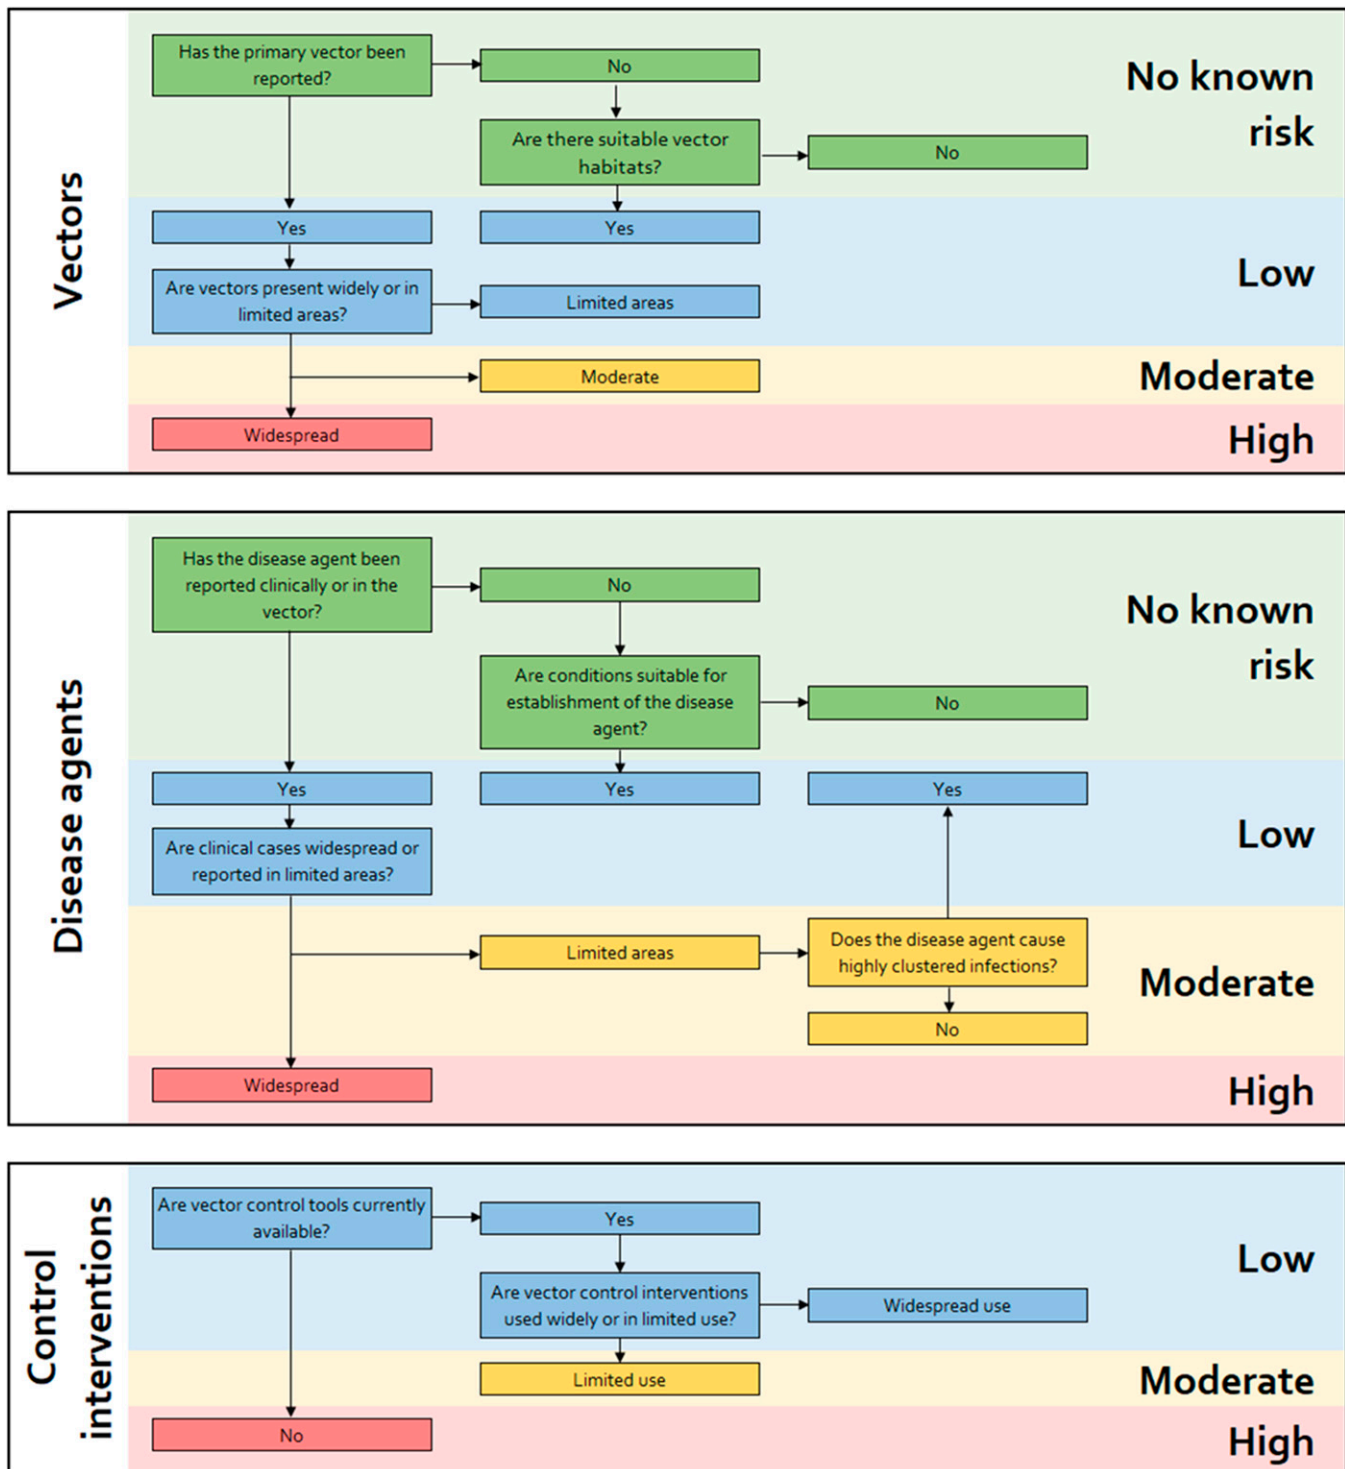 Vectors
Has the primary vector been
reported?
No
Are there suitable vector
habitats?
No
No known
risk
Yes
Yes
Are vectors present widely or in
limited areas?
Limited areas
Low
Moderate
Moderate
Widespread
High
Disease agents
Has the disease agent been
reported clinically or in the
vector?
No
Are conditions suitable for
establishment of the disease
agent?
No
No known
risk
Yes
Yes
Yes
Are clinical cases widespread or
reported in limited areas?
Low
Limited areas
Does the disease agent cause
highly clustered infections?
No
Moderate
Widespread
High
Control
interventions
Are vector control tools currently
available?
Yes
Are vector control interventions
used widely or in limited use?
Widespread use
Low
Limited use
Moderate
No
High